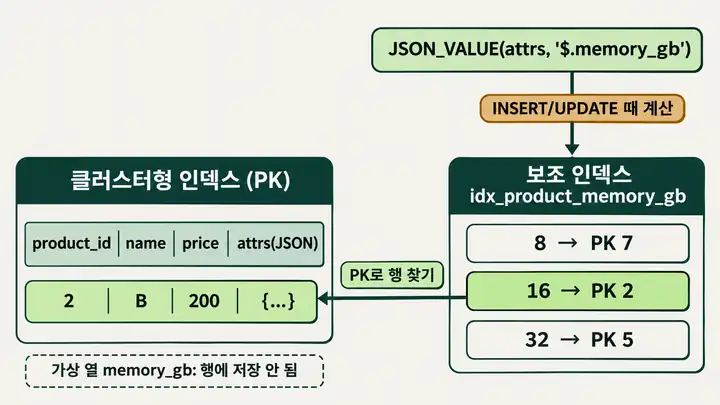 JSON_VALUE(attrs, '$.memory_gb')
INSERT/UPDATE 때 계산
클러스터형 인덱스 (PK)
product_id | name | price | attrs(JSON)
2 | B | 200 | {...}
가상 열 memory_gb: 행에 저장 안 됨
PK로 행 찾기
보조 인덱스
idx_product_memory_gb
8 → PK 7
16 → PK 2
32 → PK 5